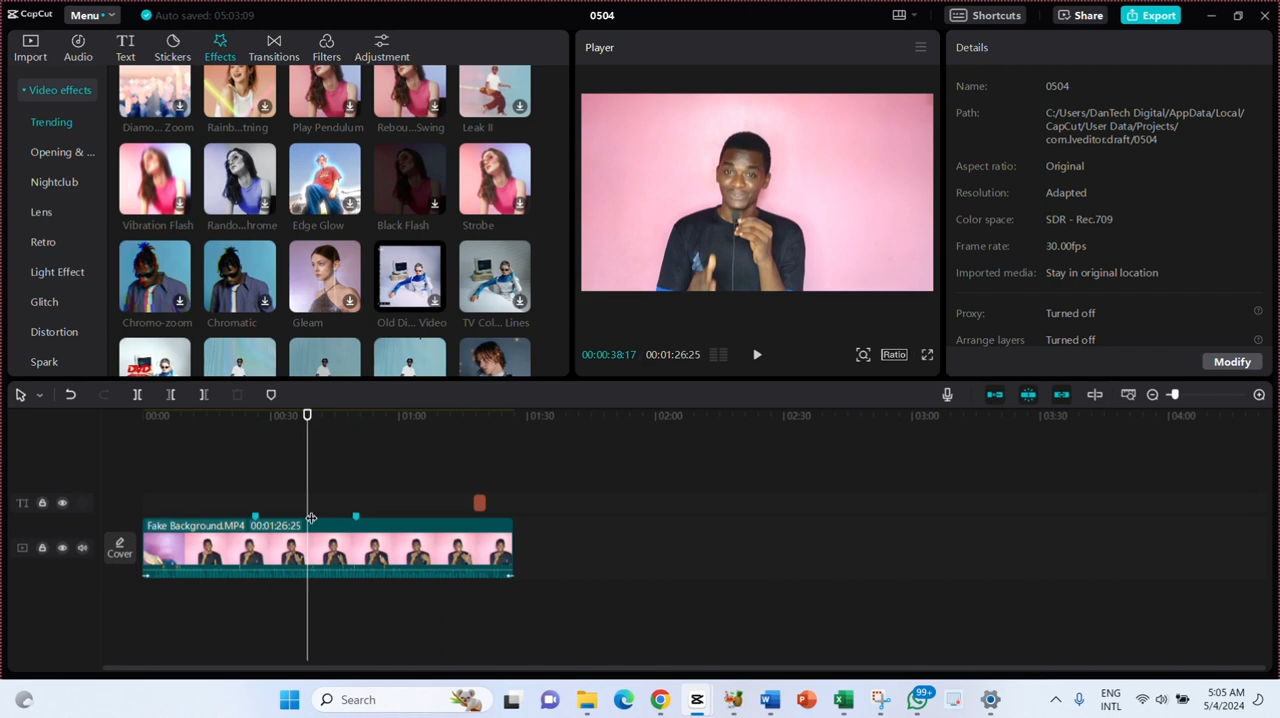 CapCut
Menu
Auto saved: 05:03:09
0504
Shortcuts
Share
Export
Import
Audio
Text
Stickers
Effects
Transitions
Filters
Adjustment
Video effects
Trending
Opening & ...
Nightclub
Lens
Retro
Light Effect
Glitch
Distortion
Spark
Diamo... Zoom
Rainb...tning
Play Pendulum
Rebou...Swing
Leak II
Vibration Flash
Rando...hrome
Edge Glow
Black Flash
Strobe
Chromo-zoom
Chromatic
Gleam
Old Di... Video
TV Col... Lines
Player
00:00:38:17
00:01:26:25
Ratio
Details
Name: 0504
Path: C:/Users/DanTech Digital/AppData/Local/
CapCut/User Data/Projects/
com.lveditor.draft/0504
Aspect ratio: Original
Resolution: Adapted
Color space: SDR - Rec.709
Frame rate: 30.00fps
Imported media: Stay in original location
Proxy: Turned off
Arrange layers Turned off
Modify
00:00
00:30
01:00
01:30
02:00
02:30
03:00
03:30
04:00
TI
Cover
Fake Background.MP4 00:01:26:25
Search
99+
ENG
INTL
5:05 AM
5/4/2024